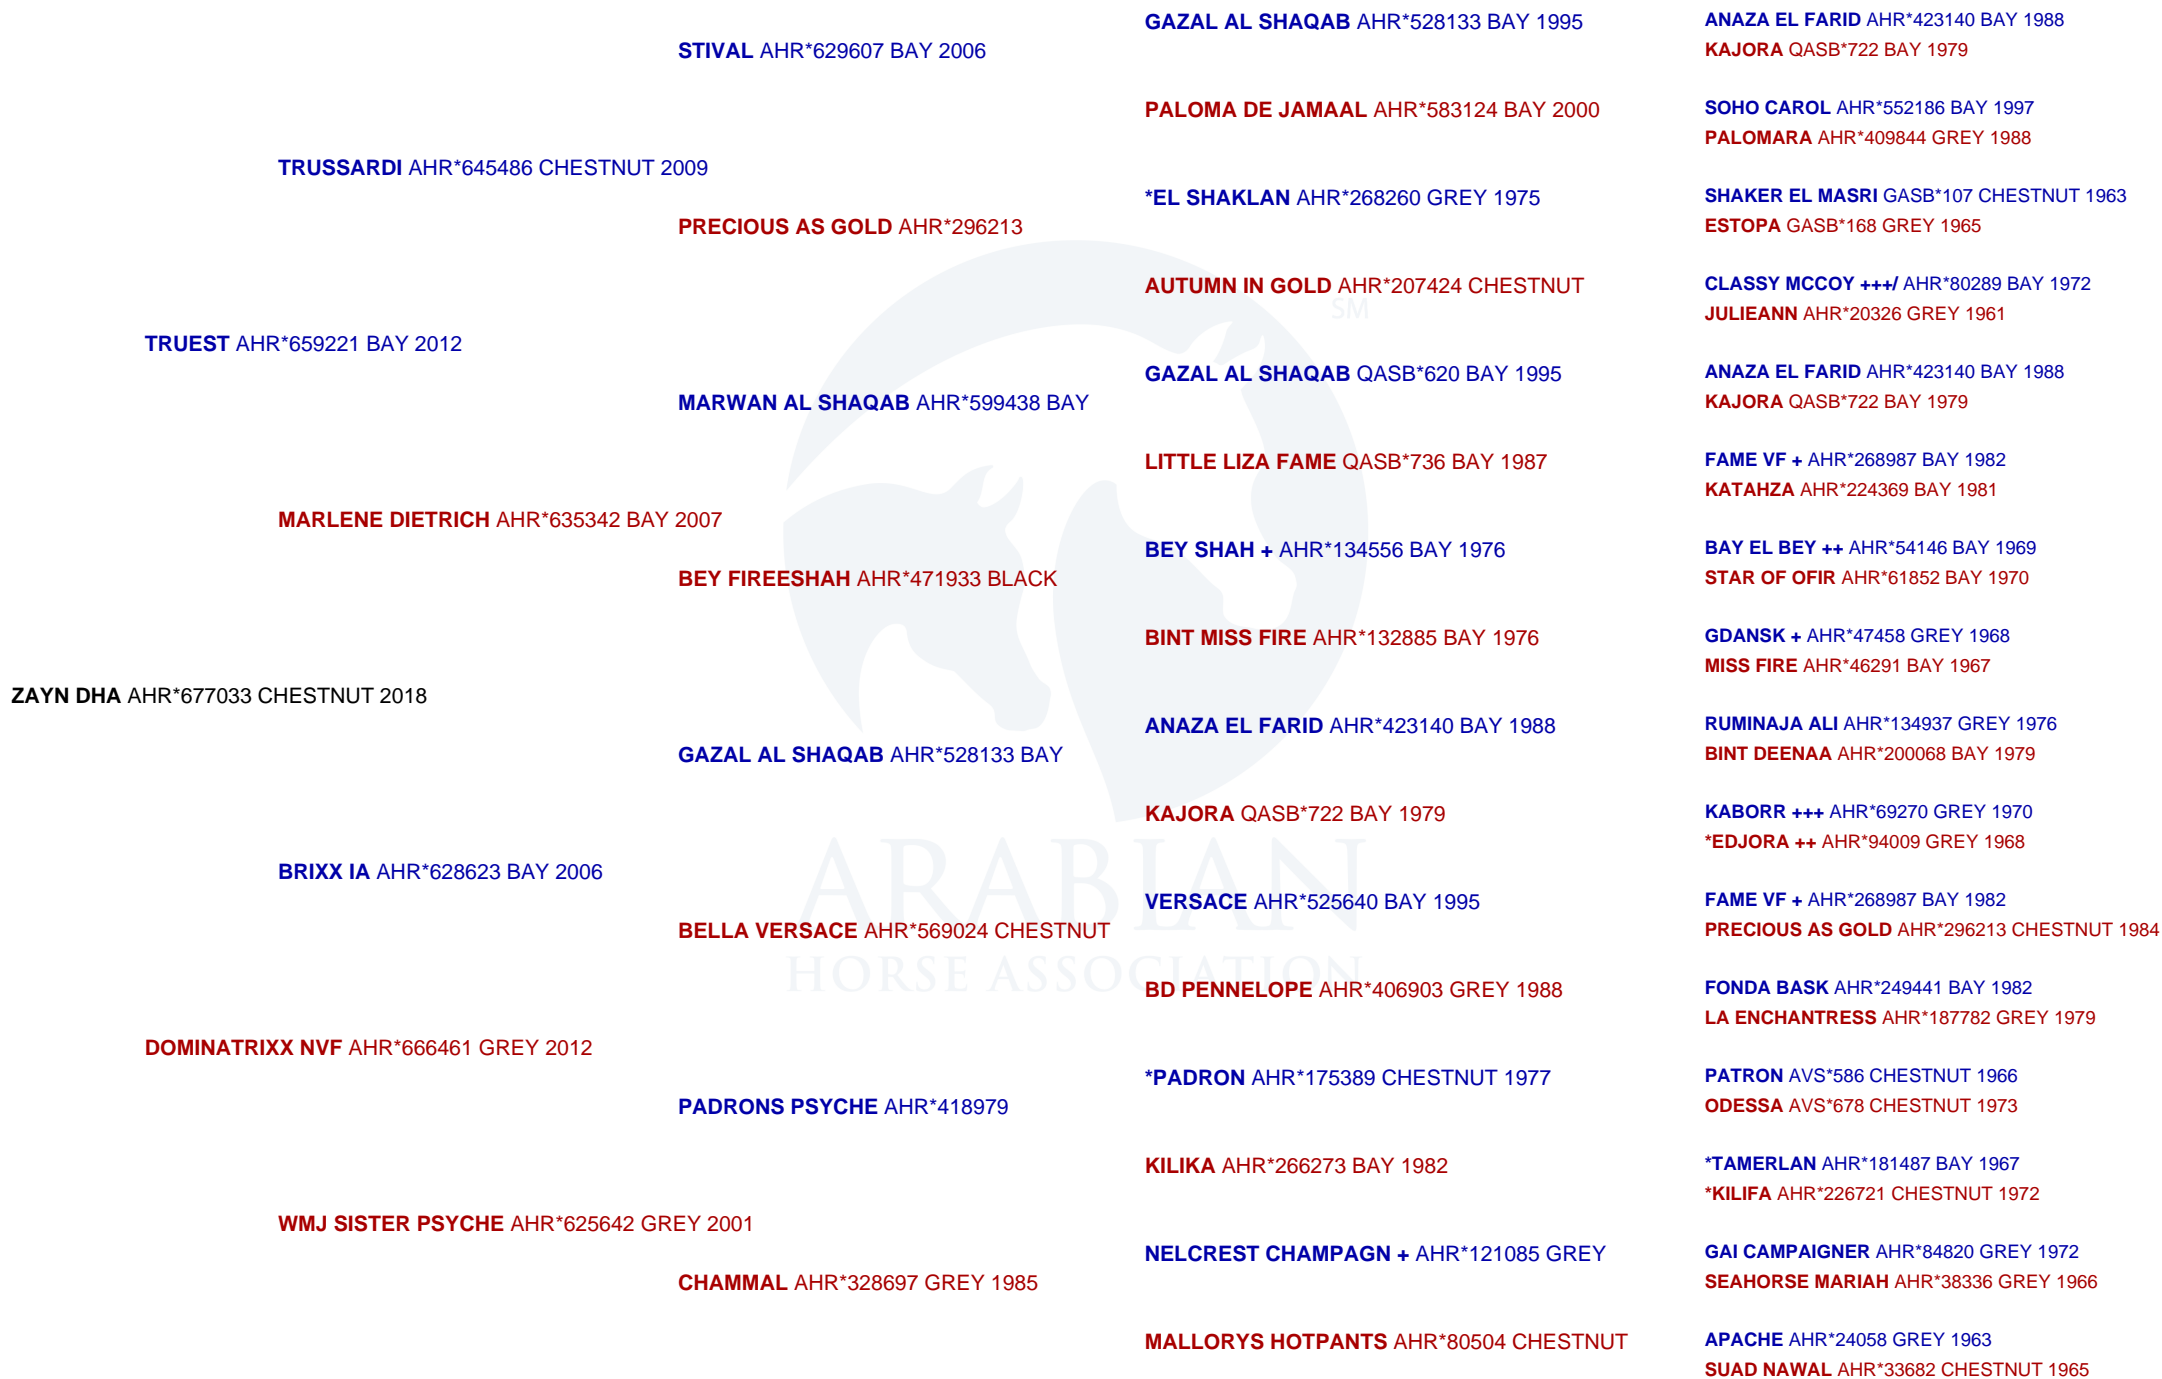 GAZAL AL SHAQAB AHR*528133 BAY 1995
ANAZA EL FARID AHR*423140 BAY 1988
STIVAL AHR*629607 BAY 2006
KAJORA QASB*722 BAY 1979
PALOMA DE JAMAAL AHR*583124 BAY 2000
SOHO CAROL AHR*552186 BAY 1997
PALOMARA AHR*409844 GREY 1988
TRUSSARDI AHR*645486 CHESTNUT 2009
*EL SHAKLAN AHR*268260 GREY 1975
SHAKER EL MASRI GASB*107 CHESTNUT 1963
PRECIOUS AS GOLD AHR*296213
ESTOPA GASB*168 GREY 1965
AUTUMN IN GOLD AHR*207424 CHESTNUT
CLASSY MCCOY +++/ AHR*80289 BAY 1972
SM
JULIEANN AHR*20326 GREY 1961
TRUEST AHR*659221 BAY 2012
GAZAL AL SHAQAB QASB*620 BAY 1995
ANAZA EL FARID AHR*423140 BAY 1988
MARWAN AL SHAQAB AHR*599438 BAY
KAJORA QASB*722 BAY 1979
LITTLE LIZA FAME QASB*736 BAY 1987
FAME VF + AHR*268987 BAY 1982
KATAHZA AHR*224369 BAY 1981
MARLENE DIETRICH AHR*635342 BAY 2007
BEY SHAH + AHR*134556 BAY 1976
BAY EL BEY ++ AHR*54146 BAY 1969
BEY FIREESHAH AHR*471933 BLACK
STAR OF OFIR AHR*61852 BAY 1970
BINT MISS FIRE AHR*132885 BAY 1976
GDANSK + AHR*47458 GREY 1968
MISS FIRE AHR*46291 BAY 1967
ZAYN DHA AHR*677033 CHESTNUT 2018
ANAZA EL FARID AHR*423140 BAY 1988
RUMINAJA ALI AHR*134937 GREY 1976
GAZAL AL SHAQAB AHR*528133 BAY
BINT DEENAA AHR*200068 BAY 1979
KAJORA QASB*722 BAY 1979
KABORR +++ AHR*69270 GREY 1970
*EDJORA ++ AHR*94009 GREY 1968
BRIXX IA AHR*628623 BAY 2006
ARABIAN
VERSACE AHR*525640 BAY 1995
FAME VF + AHR*268987 BAY 1982
BELLA VERSACE AHR*569024 CHESTNUT
PRECIOUS AS GOLD AHR*296213 CHESTNUT 1984
HORSE ASSOCIATION
BD PENNELOPE AHR*406903 GREY 1988
FONDA BASK AHR*249441 BAY 1982
LA ENCHANTRESS AHR*187782 GREY 1979
DOMINATRIXX NVF AHR*666461 GREY 2012
*PADRON AHR*175389 CHESTNUT 1977
PATRON AVS*586 CHESTNUT 1966
PADRONS PSYCHE AHR*418979
ODESSA AVS*678 CHESTNUT 1973
KILIKA AHR*266273 BAY 1982
*TAMERLAN AHR*181487 BAY 1967
*KILIFA AHR*226721 CHESTNUT 1972
WMJ SISTER PSYCHE AHR*625642 GREY 2001
NELCREST CHAMPAGN + AHR*121085 GREY
GAI CAMPAIGNER AHR*84820 GREY 1972
CHAMMAL AHR*328697 GREY 1985
SEAHORSE MARIAH AHR*38336 GREY 1966
MALLORYS HOTPANTS AHR*80504 CHESTNUT
APACHE AHR*24058 GREY 1963
SUAD NAWAL AHR*33682 CHESTNUT 1965